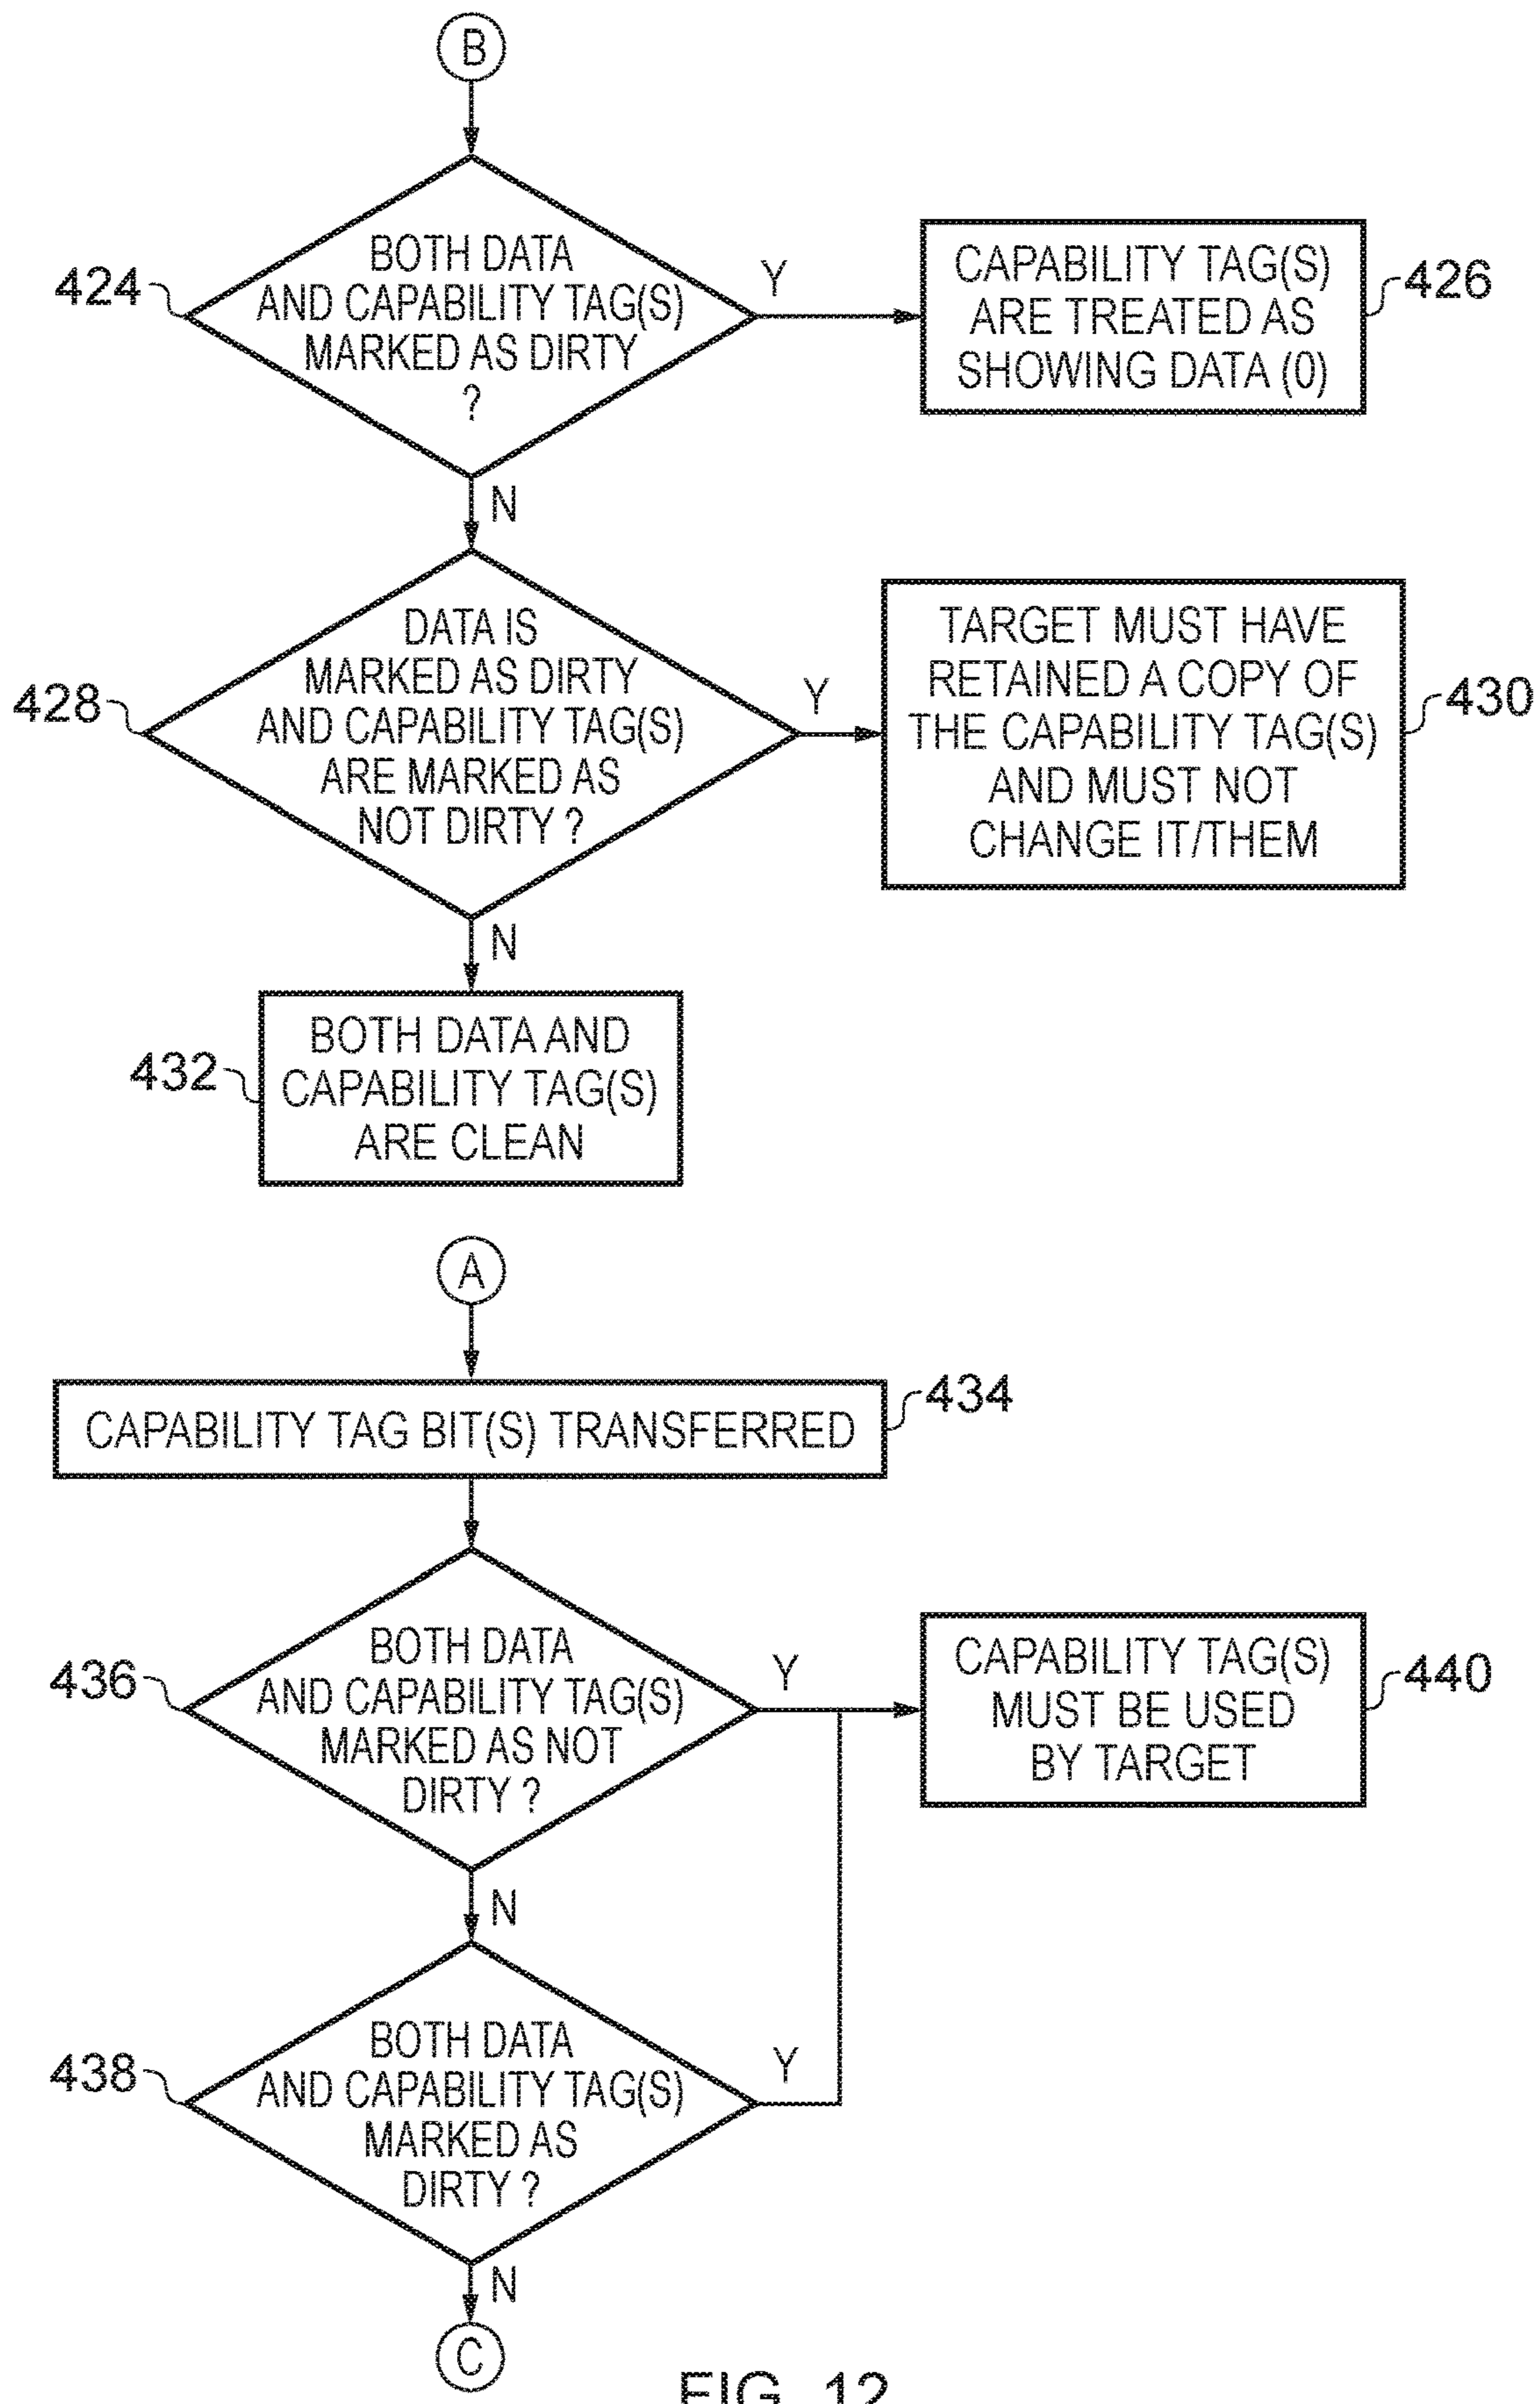 B
BOTH DATA
AND CAPABILITY TAG(S)
MARKED AS DIRTY
?
424
Y
CAPABILITY TAG(S)
ARE TREATED AS
SHOWING DATA (0)
426
N
DATA IS
MARKED AS DIRTY
AND CAPABILITY TAG(S)
ARE MARKED AS
NOT DIRTY ?
428
Y
TARGET MUST HAVE
RETAINED A COPY OF
THE CAPABILITY TAG(S)
AND MUST NOT
CHANGE IT/THEM
430
N
BOTH DATA AND
CAPABILITY TAG(S)
ARE CLEAN
432
A
CAPABILITY TAG BIT(S) TRANSFERRED
434
BOTH DATA
AND CAPABILITY TAG(S)
MARKED AS NOT
DIRTY ?
436
Y
CAPABILITY TAG(S)
MUST BE USED
BY TARGET
440
N
BOTH DATA
AND CAPABILITY TAG(S)
MARKED AS
DIRTY ?
438
Y
N
C
FIG. 12